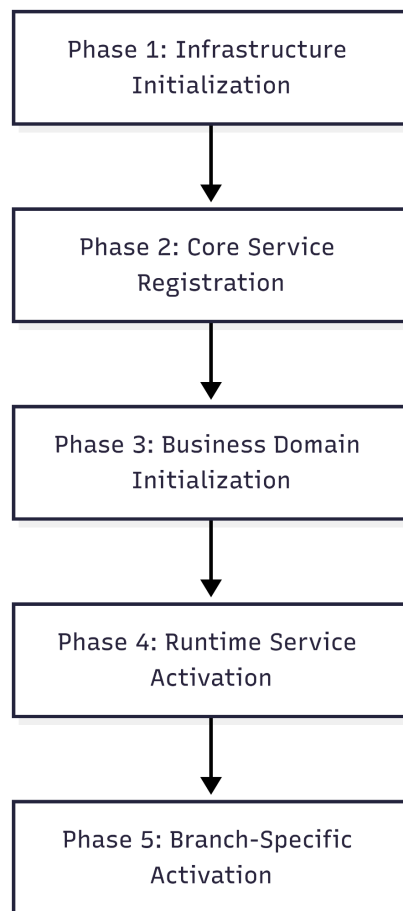 Phase 1: Infrastructure
Initialization
Phase 2: Core Service
Registration
Phase 3: Business Domain
Initialization
Phase 4: Runtime Service
Activation
Phase 5: Branch-Specific
Activation